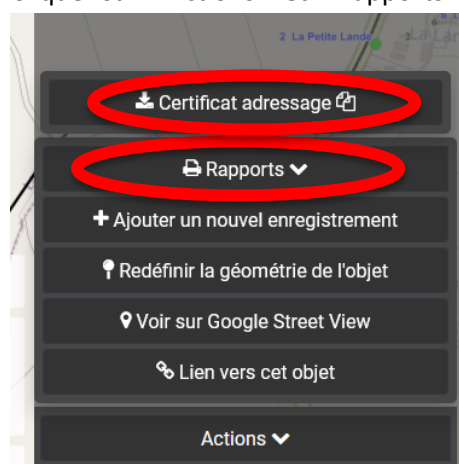 2 La Petite Lande
Certificat adressage
Rapports
Ajouter un nouvel enregistrement
Redéfinir la géométrie de l'objet
Voir sur Google Street View
Lien vers cet objet
Actions